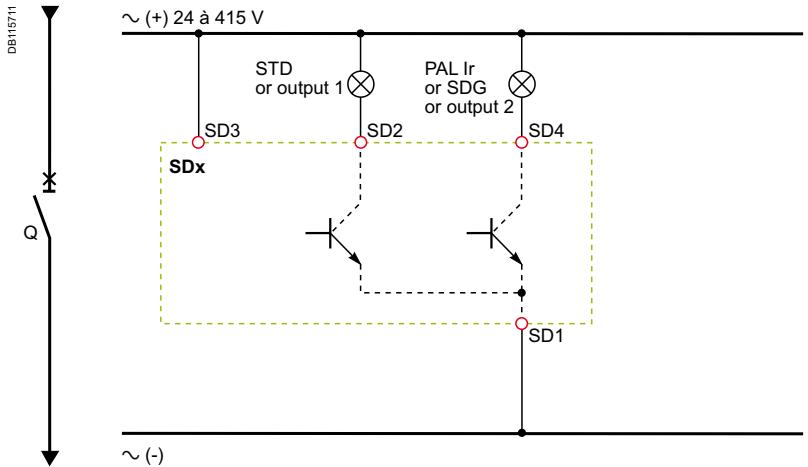 DB115711
∼ (+) 24 à 415 V
STD
or output 1
PAL Ir
or SDG
or output 2
SD3
SD2
SD4
SDx
Q
SD1
∼ (-)